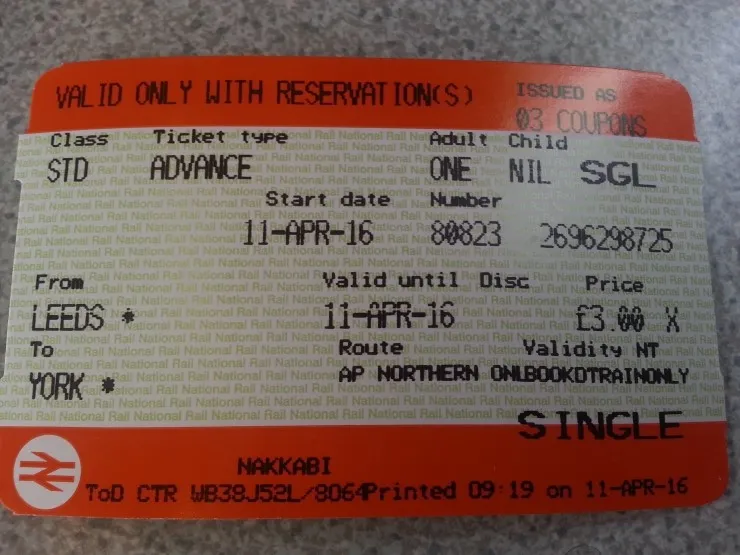 VALID ONLY WITH RESERVATION(S) ISSUED AS
03 COUPONS
Class Ticket type Adult Child
STD ADVANCE ONE NIL SGL
Start date Number
11-APR-16 80823 2696298725
From Valid until Disc Price
LEEDS * 11-APR-16 £3.00 X
To Route Validity NT
YORK * AP NORTHERN ONLBOOKDTRAINONLY
SINGLE
NAKKABI
ToD CTR WB38J52L/8064Printed 09:19 on 11-APR-16